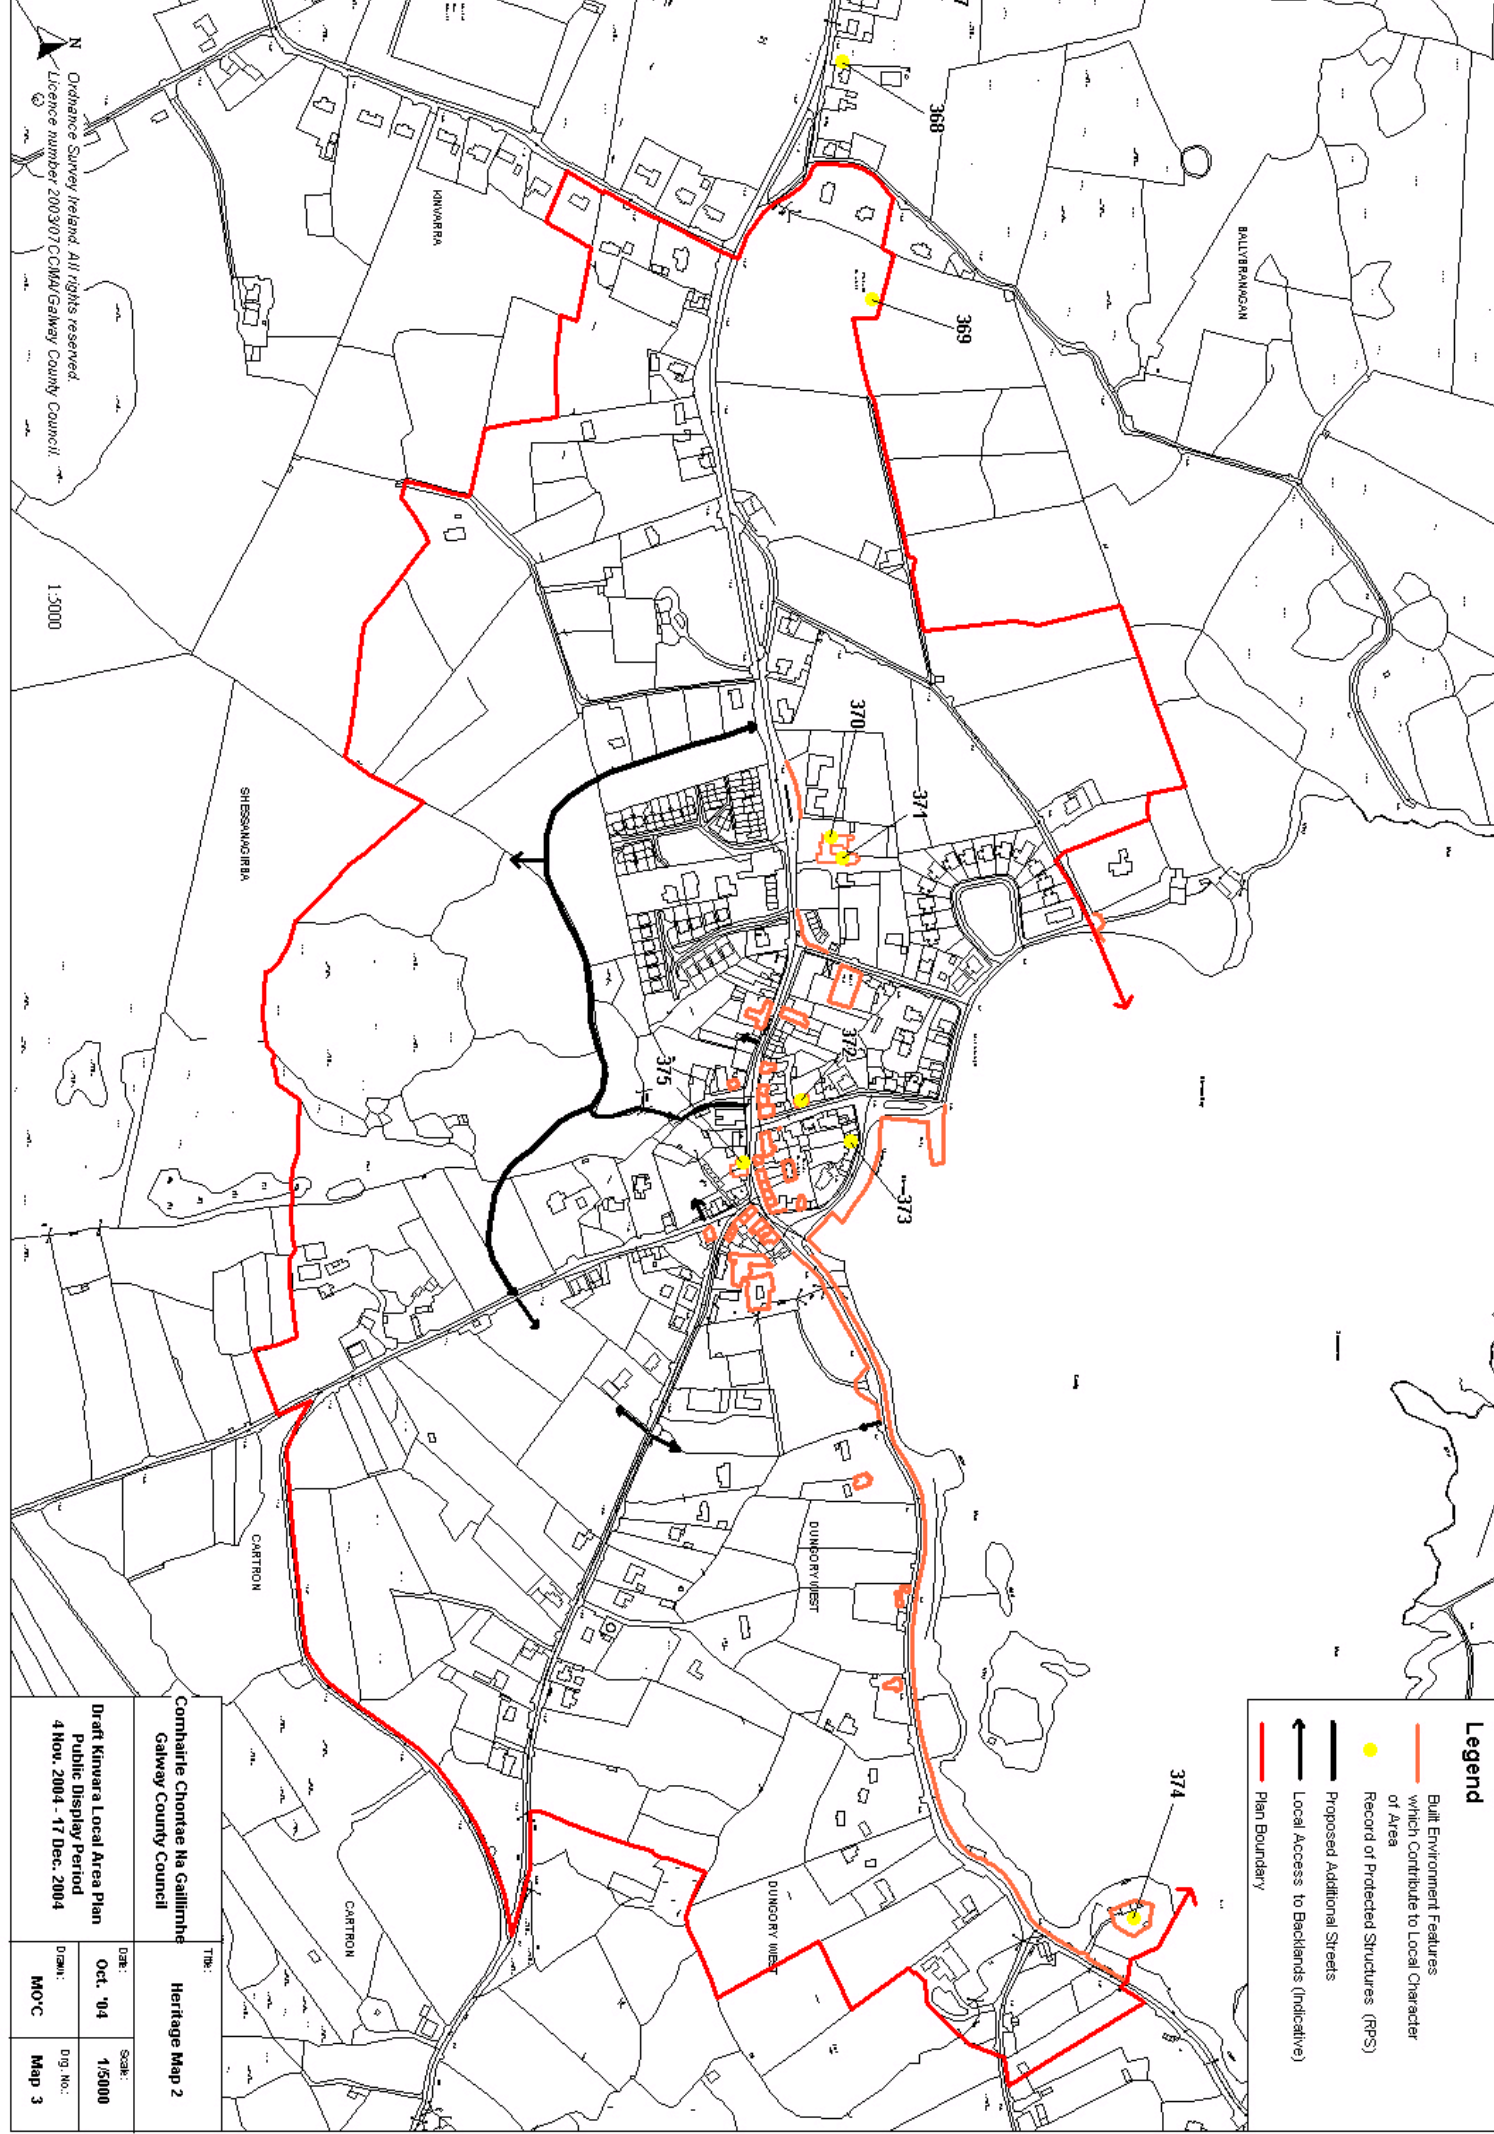 Legend
Built Environment Features
which Contribute to Local Character
of Area
Record of Protected Structures (RPS)
Proposed Additional Streets
Local Access to Backlands (Indicative)
Plan Boundary
368
369
370
371
372
373
374
375
BALLYBRANAGAN
KINVARRA
SHESSANAGIRBA
DUNGORY WEST
DUNGORY WEST
CARTRON
CARTRON
N
Ordnance Survey Ireland. All rights reserved.
Licence number 2003/07CCMA/Galway County Council.
©
1:5000
Comhairle Chontae Na Gaillimhe
Galway County Council
Title:
Heritage Map 2
Draft Kinvara Local Area Plan
Public Display Period
4 Nov. 2004 - 17 Dec. 2004
Date:
Oct. '04
Scale:
1/5000
Drawn:
MO'C
Drg. No.:
Map 3